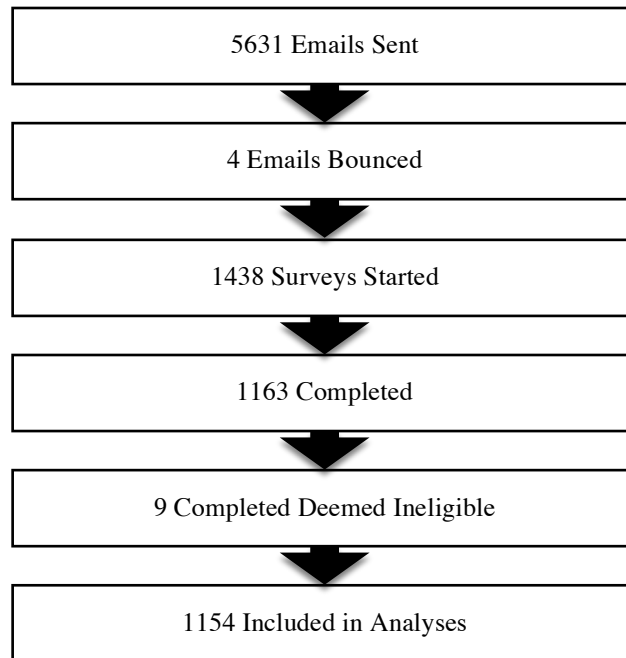 5631 Emails Sent
4 Emails Bounced
1438 Surveys Started
1163 Completed
9 Completed Deemed Ineligible
1154 Included in Analyses